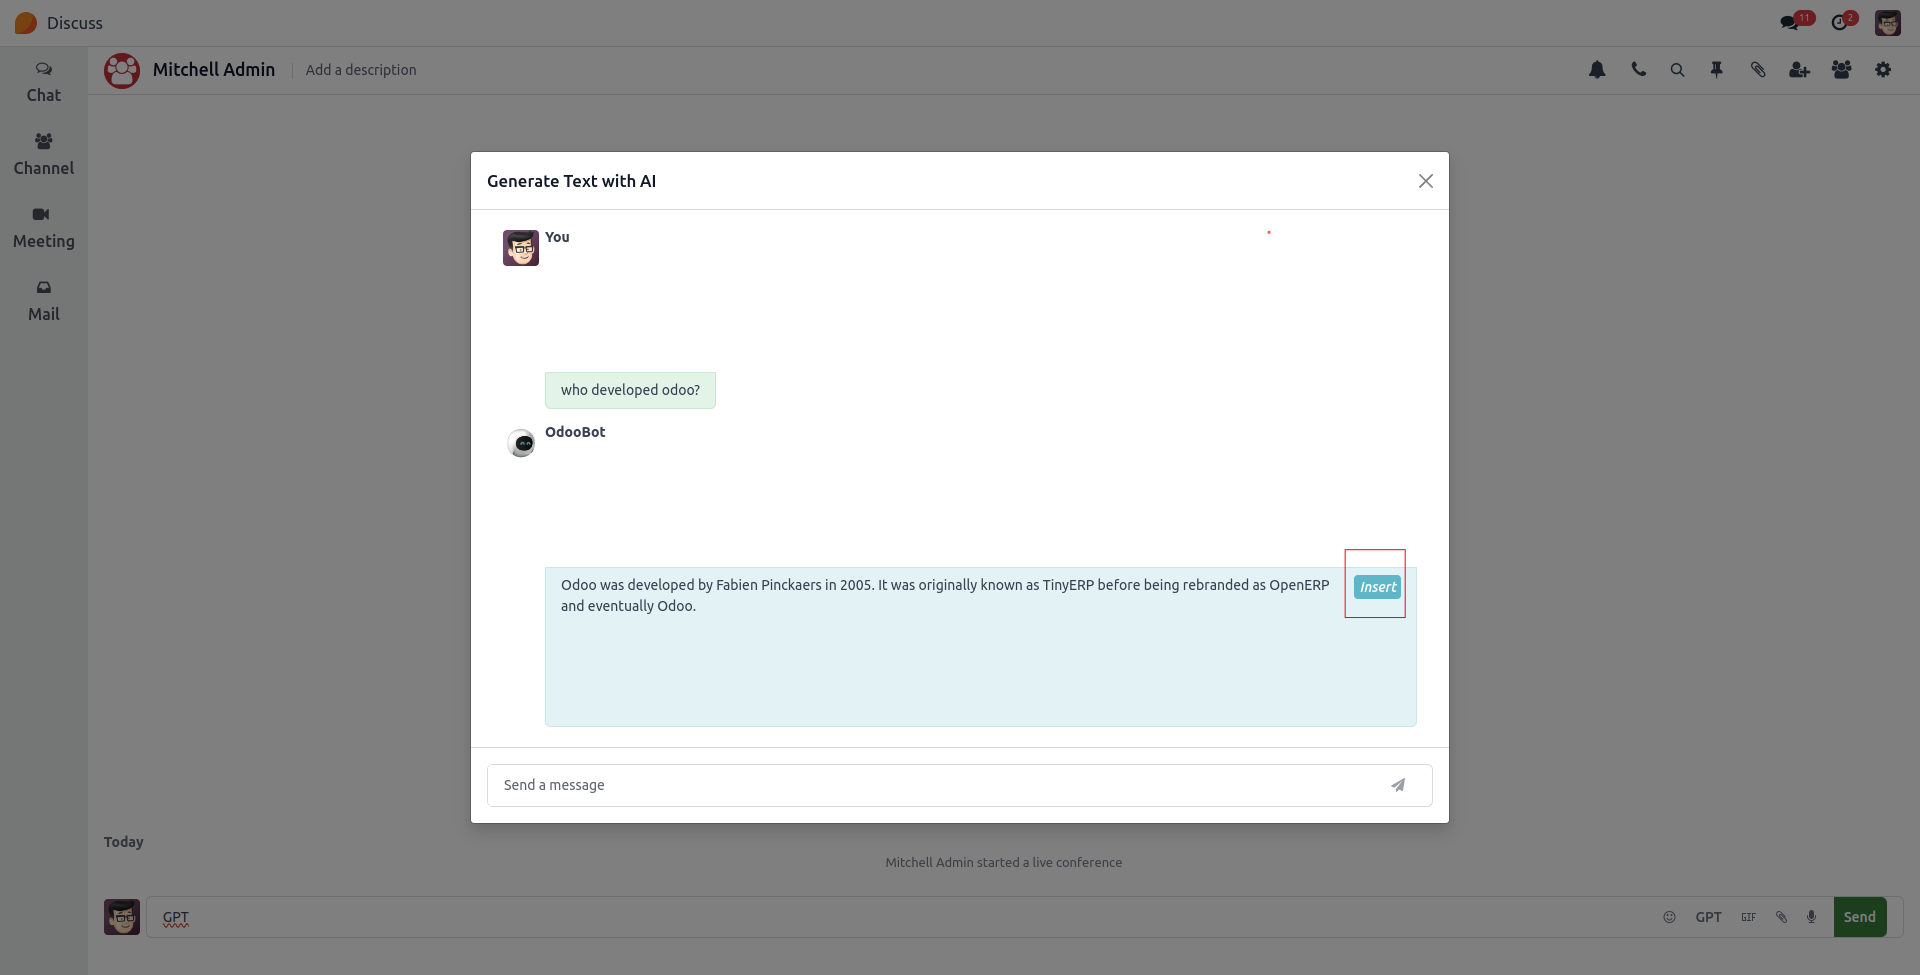 Discuss
11
2
Mitchell Admin
Add a description
Chat
Channel
Meeting
Mail
Generate Text with AI
You
who developed odoo?
OdooBot
Odoo was developed by Fabien Pinckaers in 2005. It was originally known as TinyERP before being rebranded as OpenERP
and eventually Odoo.
Insert
Send a message
Today
Mitchell Admin started a live conference
GPT
GPT
GIF
Send